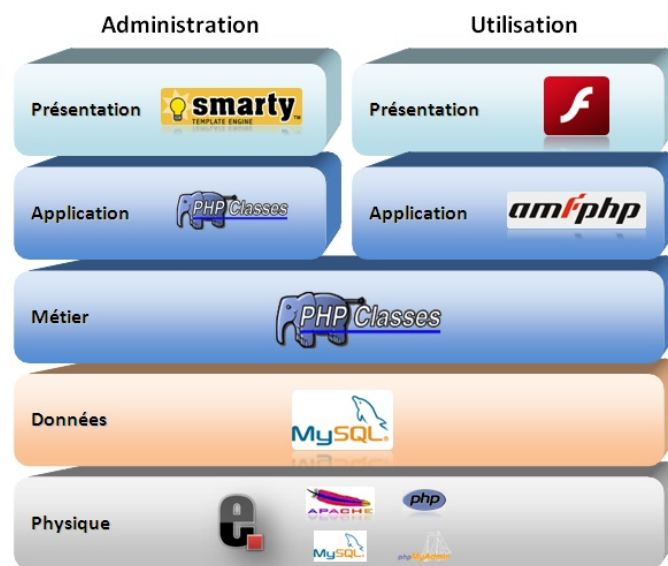 Administration
Utilisation
Présentation
smarty
TEMPLATE ENGINE
Présentation
Application
PHP Classes
Application
amfphp
Métier
PHP Classes
Données
MySQL
Physique
APACHE
php
MySQL
phpMyAdmin